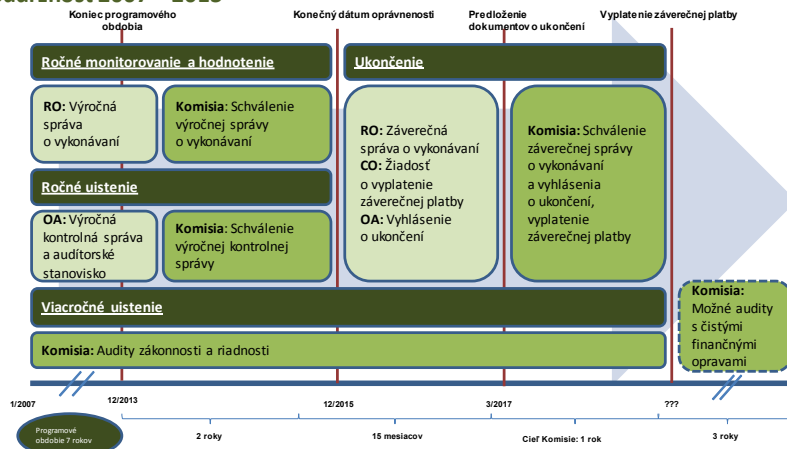 2007 – 2013
Koniec programového
obdobia
Konečný dátum oprávnenosti
Predloženie
dokumentov o ukončení
Vyplatenie záverečnej platby
Ročné monitorovanie a hodnotenie
Ukončenie
RO: Výročná
správa
o vykonávaní
Komisia: Schválenie
výročnej správy
o vykonávaní
RO: Záverečná
správa o vykonávaní
CO: Žiadosť
o vyplatenie
záverečnej platby
OA: Vyhlásenie
o ukončení
Komisia: Schválenie
záverečnej správy
o vykonávaní
a vyhlásenia
o ukončení,
vyplatenie
záverečnej platby
Ročné uistenie
OA: Výročná
kontrolná správa
a audítorské
stanovisko
Komisia: Schválenie
výročnej kontrolnej
správy
Viacročné uistenie
Komisia:
Možné audity
s čistými
finančnými
opravami
Komisia: Audity zákonnosti a riadnosti
1/2007
12/2013
12/2015
3/2017
???
Programové
obdobie 7 rokov
2 roky
15 mesiacov
Cieľ Komisie: 1 rok
3 roky